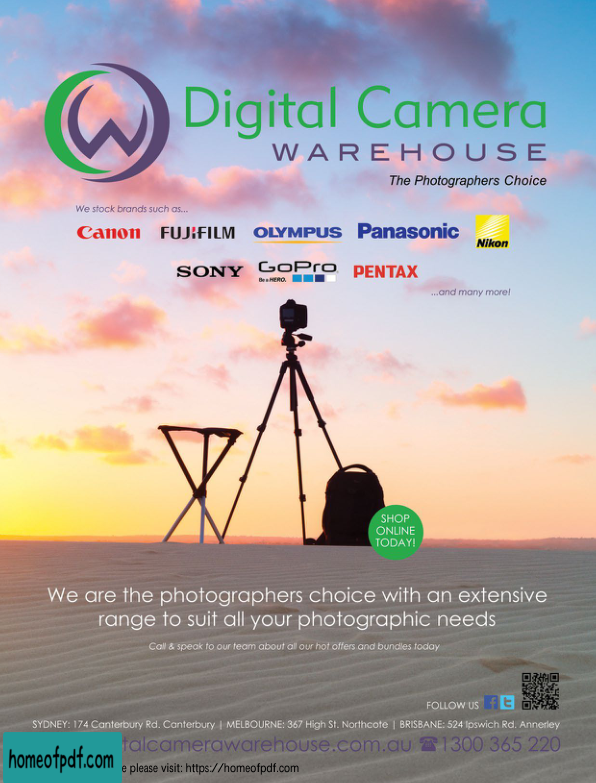 Digital Camera
WAREHOUSE
The Photographers Choice
We stock brands such as...
Canon FUJIFILM OLYMPUS Panasonic Nikon
SONY GoPro PENTAX
Be a HERO.
...and many more!
SHOP
ONLINE
TODAY!
We are the photographers choice with an extensive
range to suit all your photographic needs
Call & speak to our team about all our hot offers and bundles today
FOLLOW US
SYDNEY: 174 Canterbury Rd. Canterbury | MELBOURNE: 367 High St. Northcote | BRISBANE: 524 Ipswich Rd. Annerley
talcamerawarehouse.com.au ☎1300 365 220
homeofpdf.com
please visit: https://homeofpdf.com